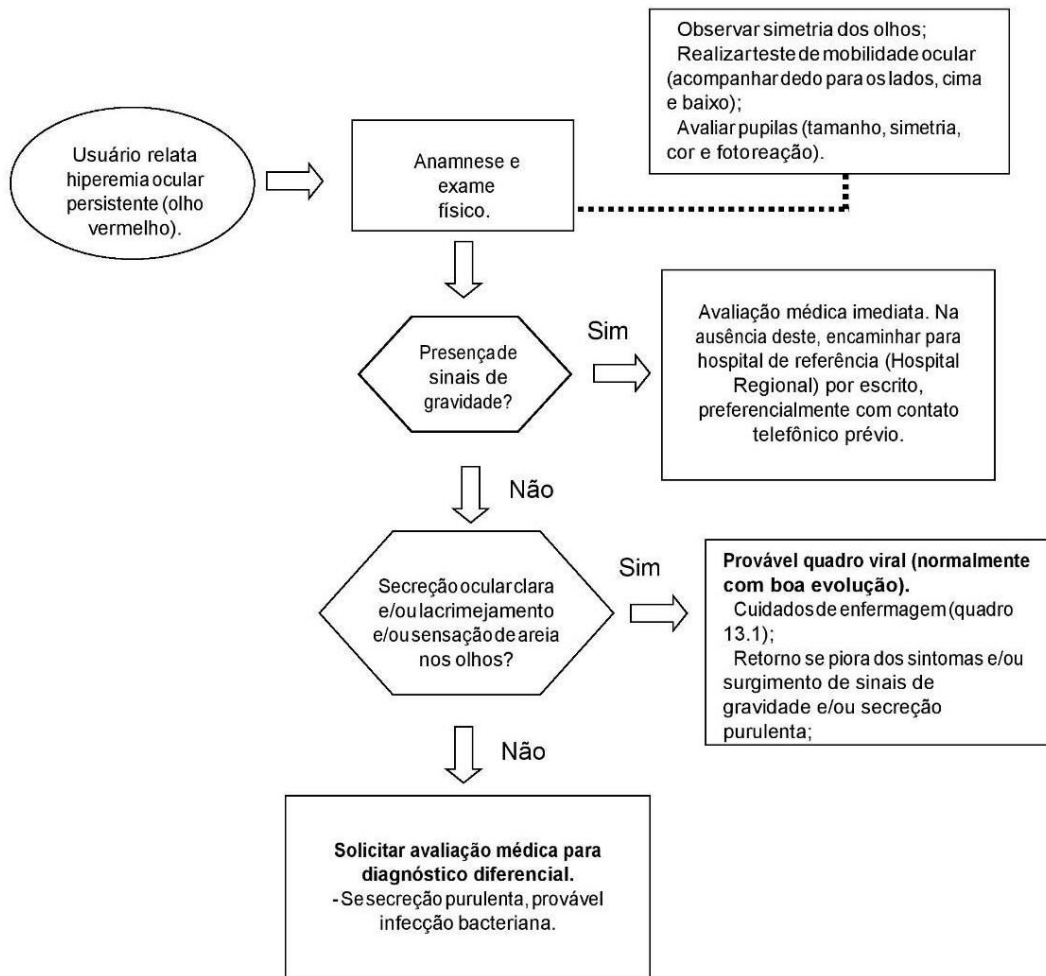 Observar simetria dos olhos;
Realizar teste de mobilidade ocular
(acompanhar dedo para os lados, cima
e baixo);
Avaliar pupilas (tamanho, simetria,
cor e fotoreação).
Usuário relata
hiperemia ocular
persistente (olho
vermelho).
Anamnese e
exame
físico.
Presença de
sinais de
gravidade?
Sim
Avaliação médica imediata. Na
ausência deste, encaminhar para
hospital de referência (Hospital
Regional) por escrito,
preferencialmente com contato
telefônico prévio.
Não
Secreção ocular clara
e/ou lacrimejamento
e/ou sensação de areia
nos olhos?
Sim
Provável quadro viral (normalmente
com boa evolução).
Cuidados de enfermagem (quadro
13.1);
Retorno se piora dos sintomas e/ou
surgimento de sinais de
gravidade e/ou secreção
purulenta;
Não
Solicitar avaliação médica para
diagnóstico diferencial.
- Se secreção purulenta, provável
infecção bacteriana.